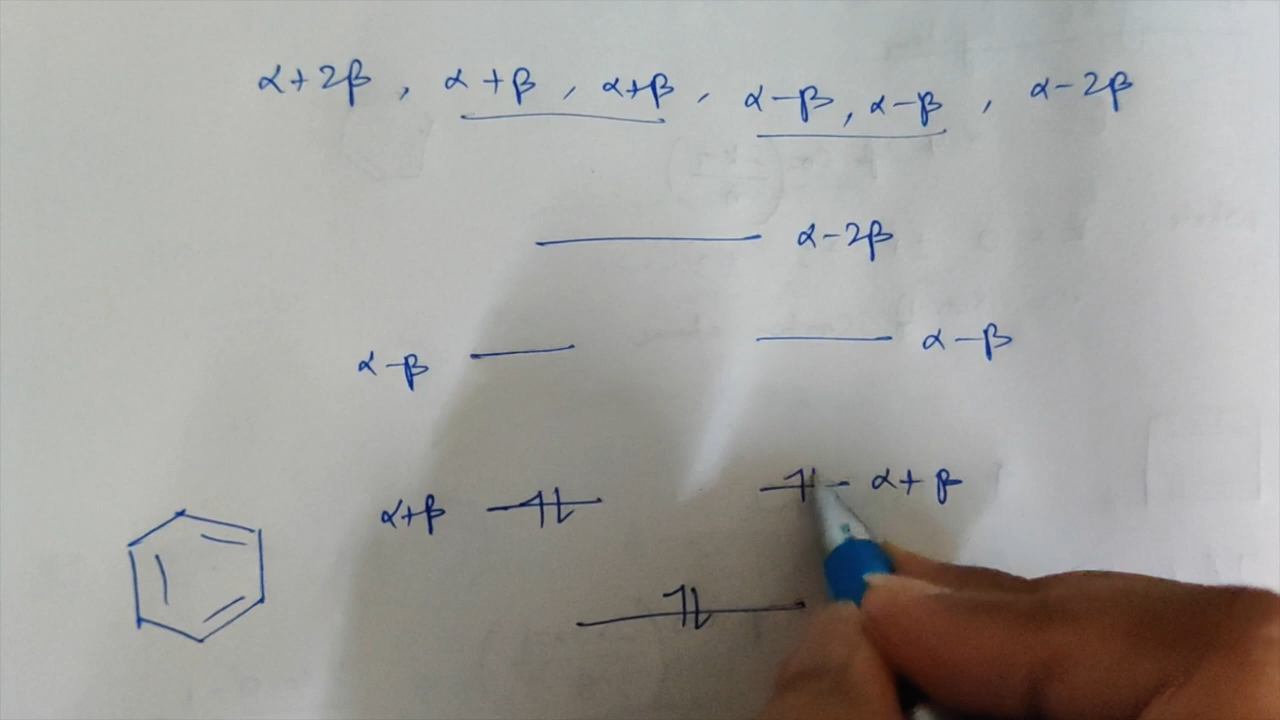 α+2β, α+β, α+β, α-β, α-β, α-2β
α-2β
α-β α-β
α+β ⥮ ⥮ α+β
⥮